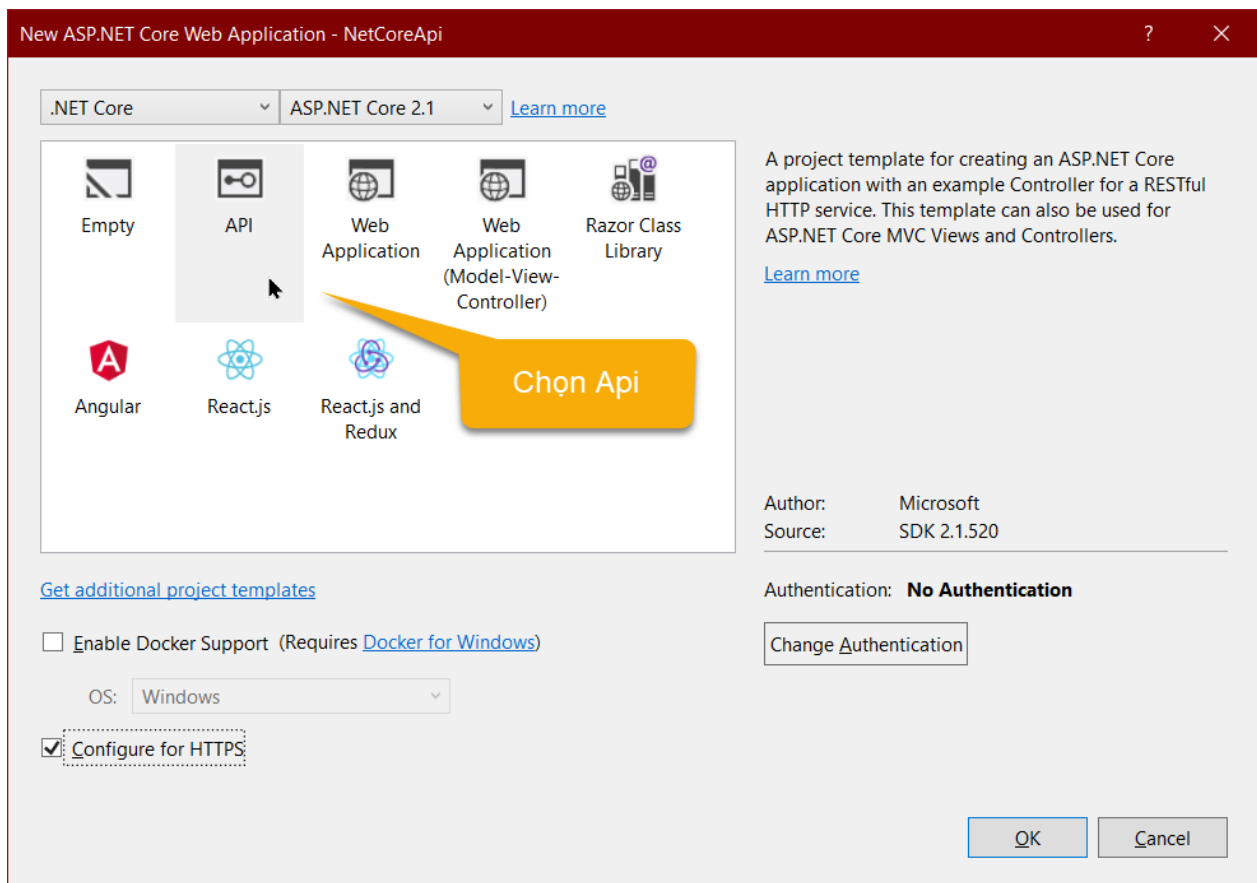 New ASP.NET Core Web Application - NetCoreApi
.NET Core
ASP.NET Core 2.1
Learn more
Empty
API
Web
Application
Web
Application
(Model-View-
Controller)
Razor Class
Library
Angular
React.js
React.js and
Redux
Chọn Api
A project template for creating an ASP.NET Core
application with an example Controller for a RESTful
HTTP service. This template can also be used for
ASP.NET Core MVC Views and Controllers.
Learn more
Author: Microsoft
Source: SDK 2.1.520
Get additional project templates
Authentication: No Authentication
Enable Docker Support (Requires Docker for Windows)
Change Authentication
OS: Windows
Configure for HTTPS
OK
Cancel